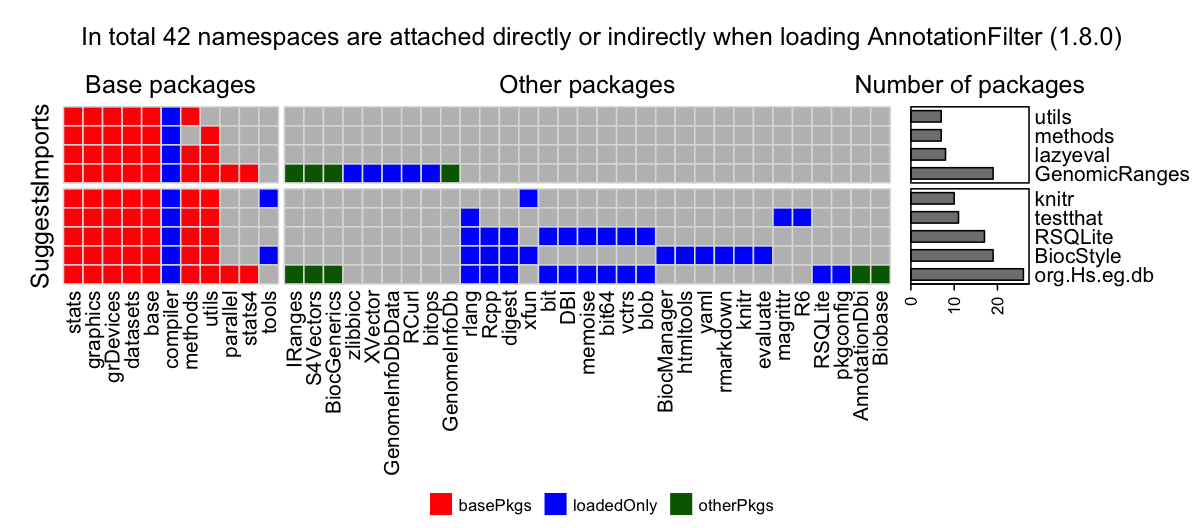 In total 42 namespaces are attached directly or indirectly when loading AnnotationFilter (1.8.0)
Base packages
Other packages
Number of packages
Imports
utils
methods
lazyeval
GenomicRanges
Suggests
knitr
testthat
RSQLite
BiocStyle
org.Hs.eg.db
0
10
20
stats
graphics
grDevices
datasets
base
compiler
methods
utils
parallel
stats4
tools
IRanges
S4Vectors
BiocGenerics
zlibbioc
XVector
GenomeInfoDbData
RCurl
bitops
GenomeInfoDb
rlang
Rcpp
digest
xfun
bit
DBI
memoise
bit64
vctrs
blob
BiocManager
htmltools
yaml
rmarkdown
knitr
evaluate
magrittr
R6
RSQLite
pkgconfig
AnnotationDbi
Biobase
basePkgs
loadedOnly
otherPkgs